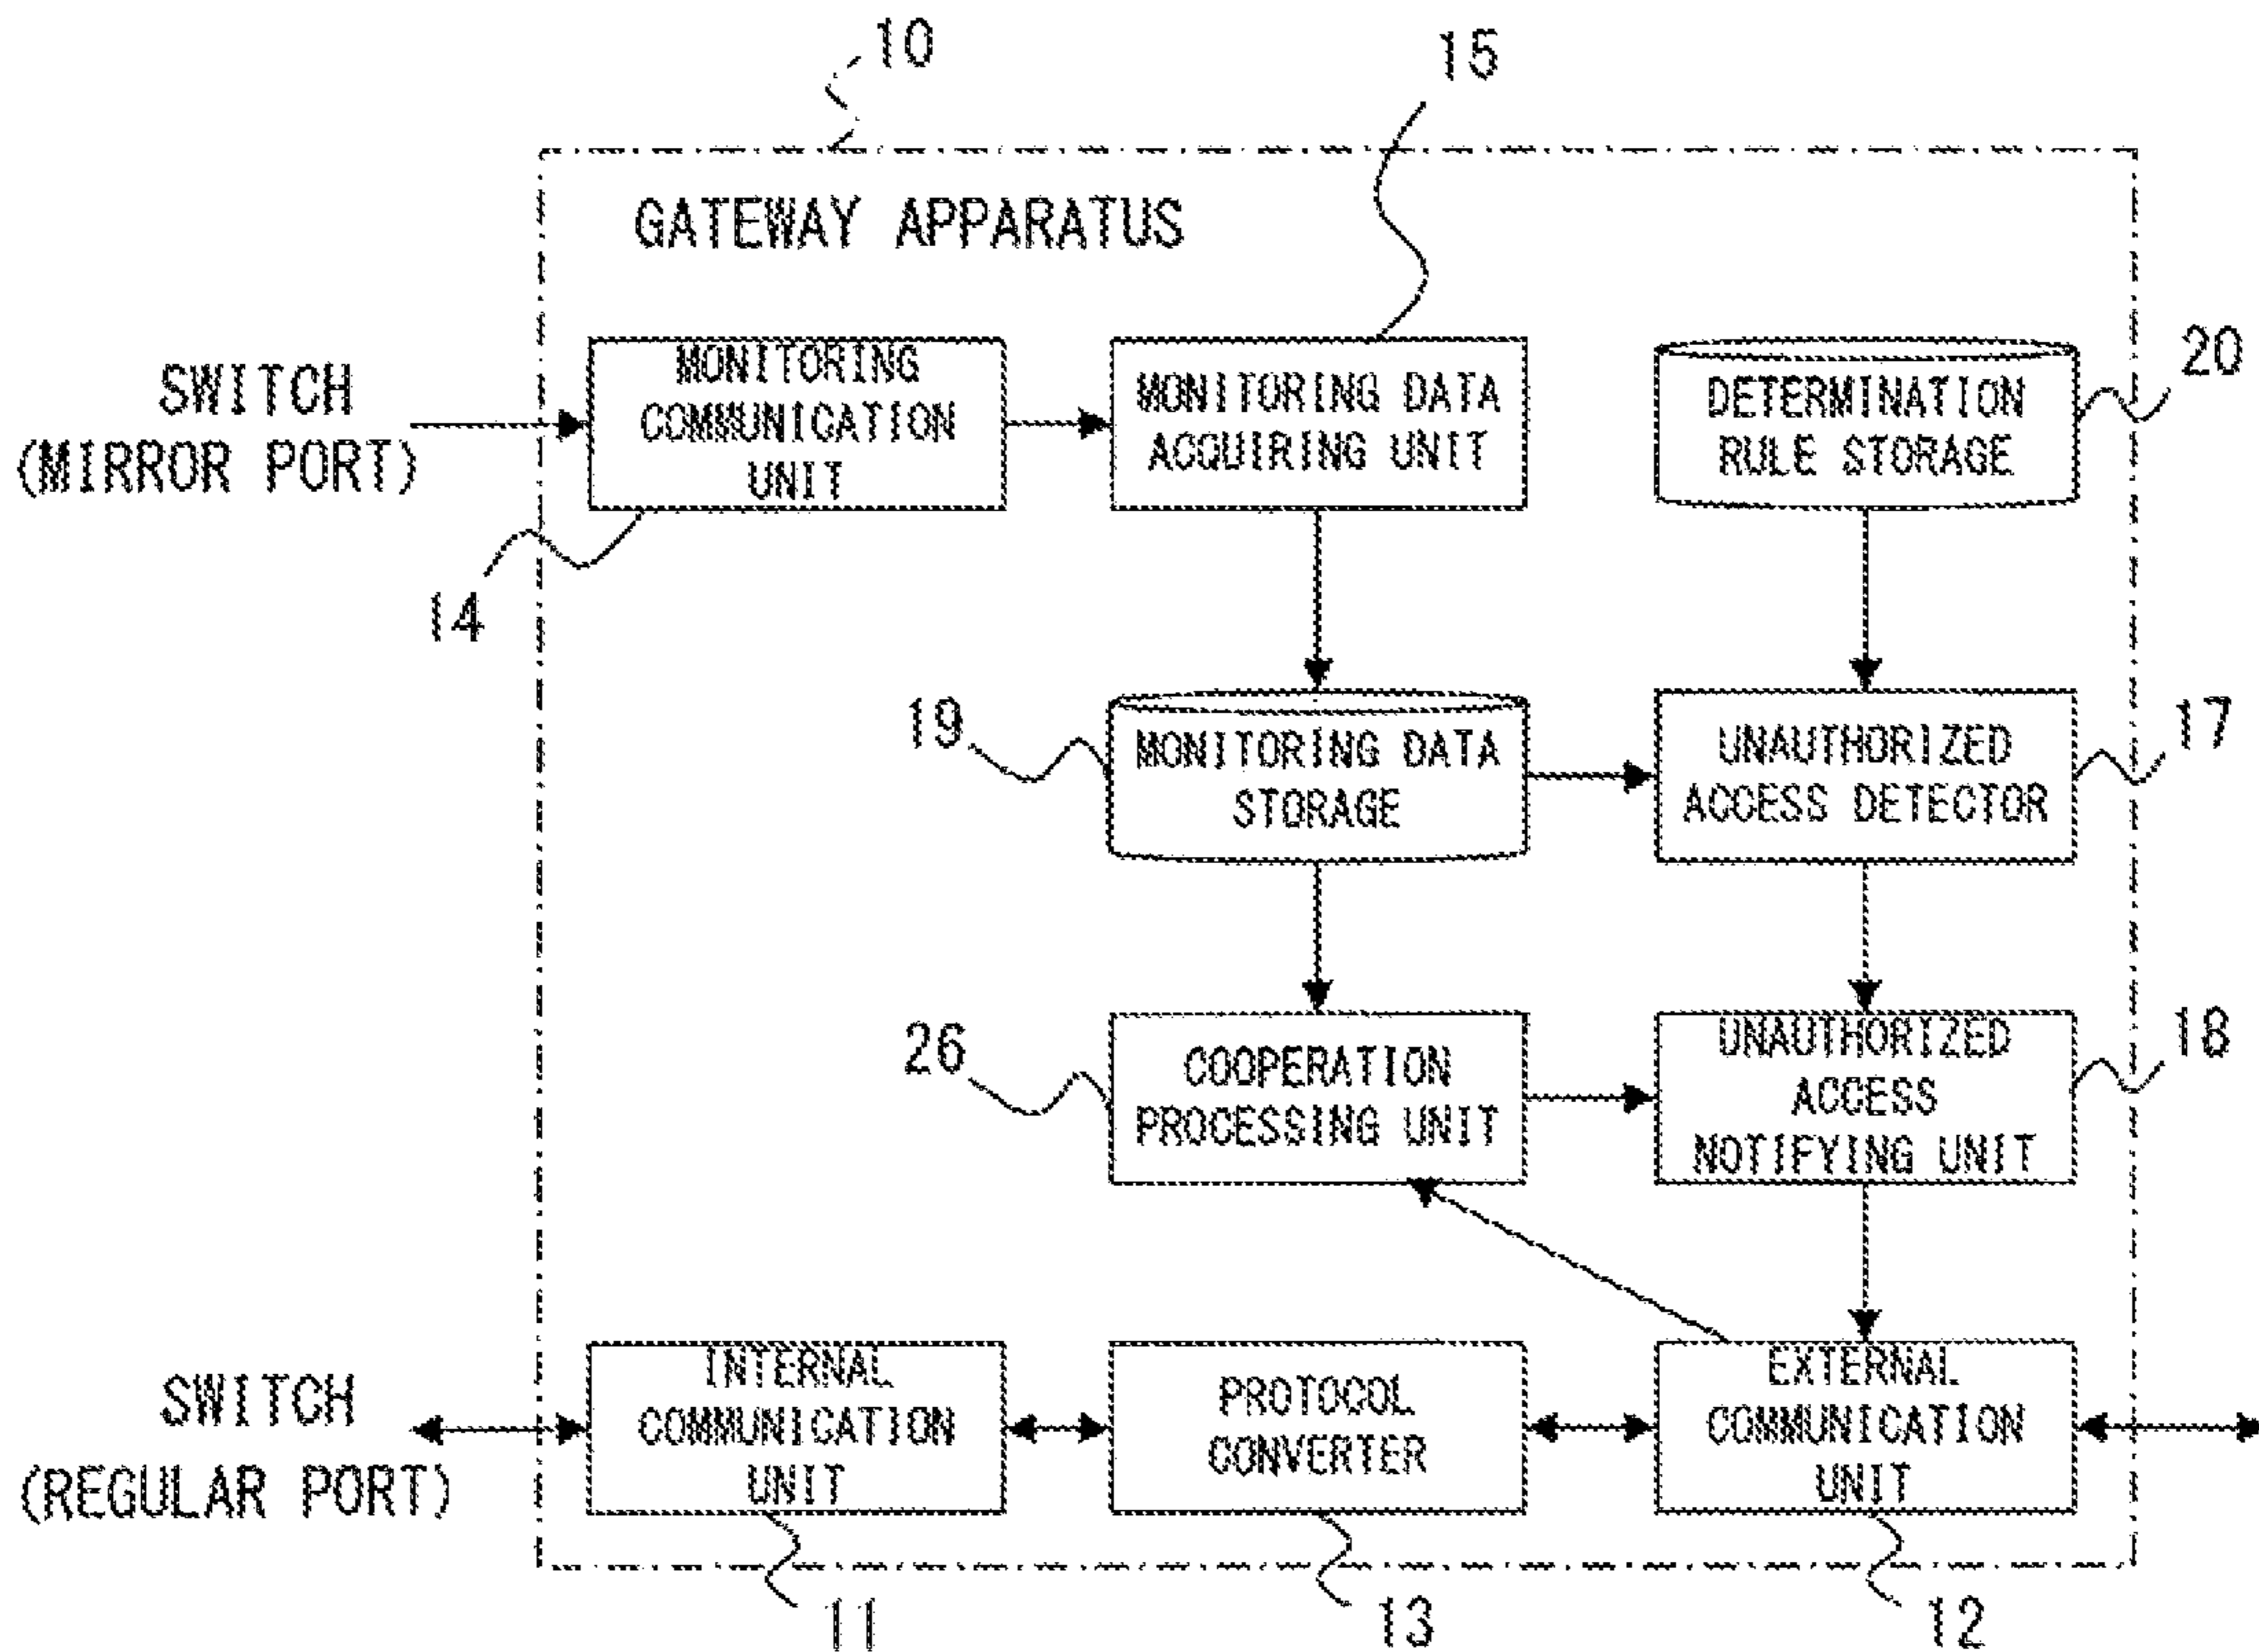 10
15
GATEWAY APPARATUS
SWITCH
(MIRROR PORT)
MONITORING
COMMUNICATION
UNIT
MONITORING DATA
ACQUIRING UNIT
DETERMINATION
RULE STORAGE
20
14
19
MONITORING DATA
STORAGE
UNAUTHORIZED
ACCESS DETECTOR
17
26
COOPERATION
PROCESSING UNIT
UNAUTHORIZED
ACCESS
NOTIFYING UNIT
18
SWITCH
(REGULAR PORT)
INTERNAL
COMMUNICATION
UNIT
PROTOCOL
CONVERTER
EXTERNAL
COMMUNICATION
UNIT
11
13
12